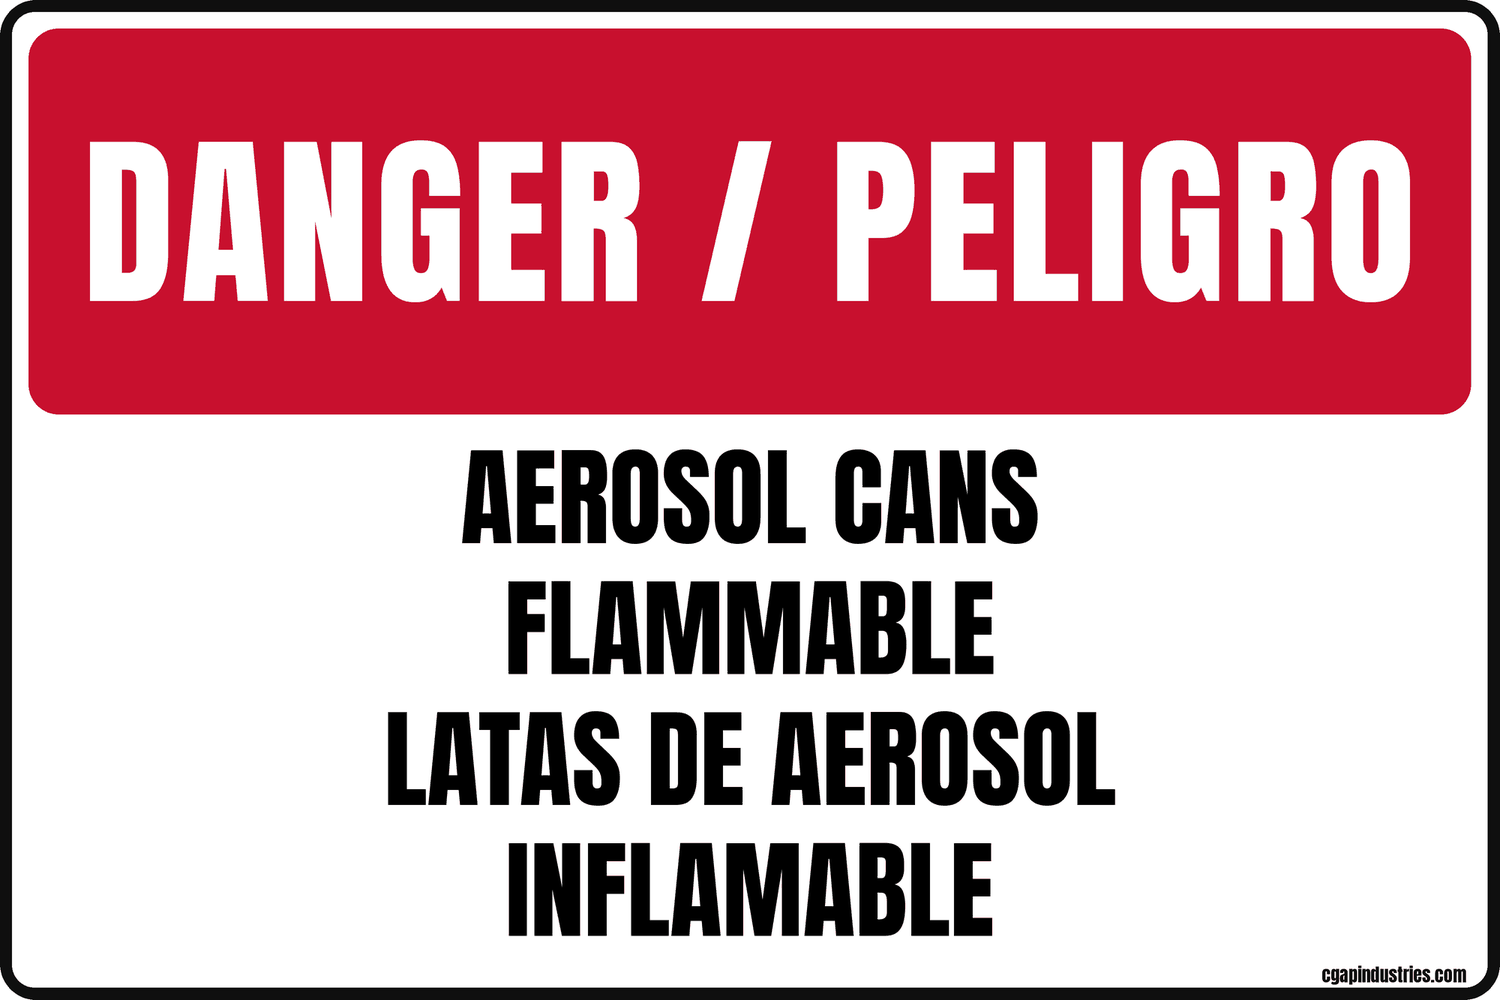 DANGER / PELIGRO
AEROSOL CANS
FLAMMABLE
LATAS DE AEROSOL
INFLAMABLE
cgapindustries.com